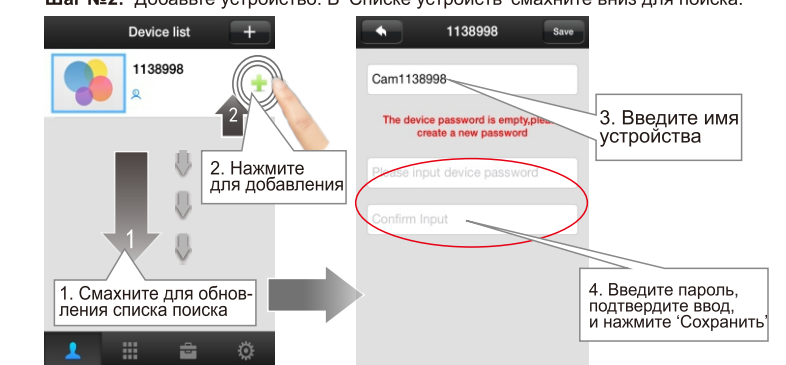 Шаг №2. Добавьте устройство. В 'Списке устройств' смахните вниз для поиска.
Device list
+
1138998
2
2. Нажмите
для добавления
1
1. Смахните для обнов-
ления списка поиска
1138998
Save
Cam1138998
The device password is empty,
create a new password
Please input device password
Confirm Input
3. Введите имя
устройства
4. Введите пароль,
подтвердите ввод,
и нажмите ‘Сохранить’